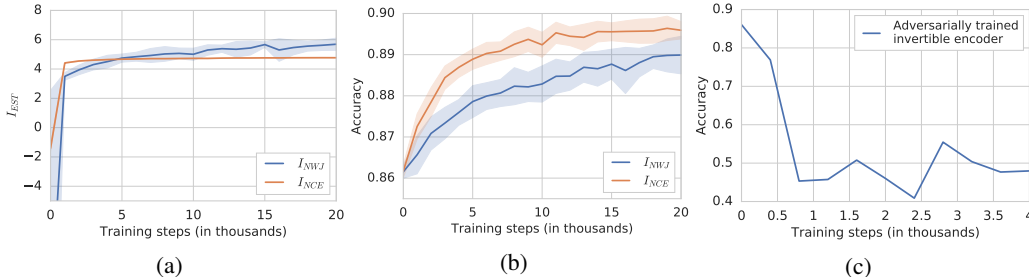 8
6
4
2
0
−2
−4
I_EST
0
5
10
15
20
Training steps (in thousands)
I_NWJ
I_NCE
(a)
0.90
0.89
0.88
0.87
0.86
Accuracy
0
5
10
15
20
Training steps (in thousands)
I_NWJ
I_NCE
(b)
0.9
0.8
0.7
0.6
0.5
0.4
Accuracy
0
0.5
1
1.5
2
2.5
3
3.5
4
Training steps (in thousands)
Adversarially trained
invertible encoder
(c)